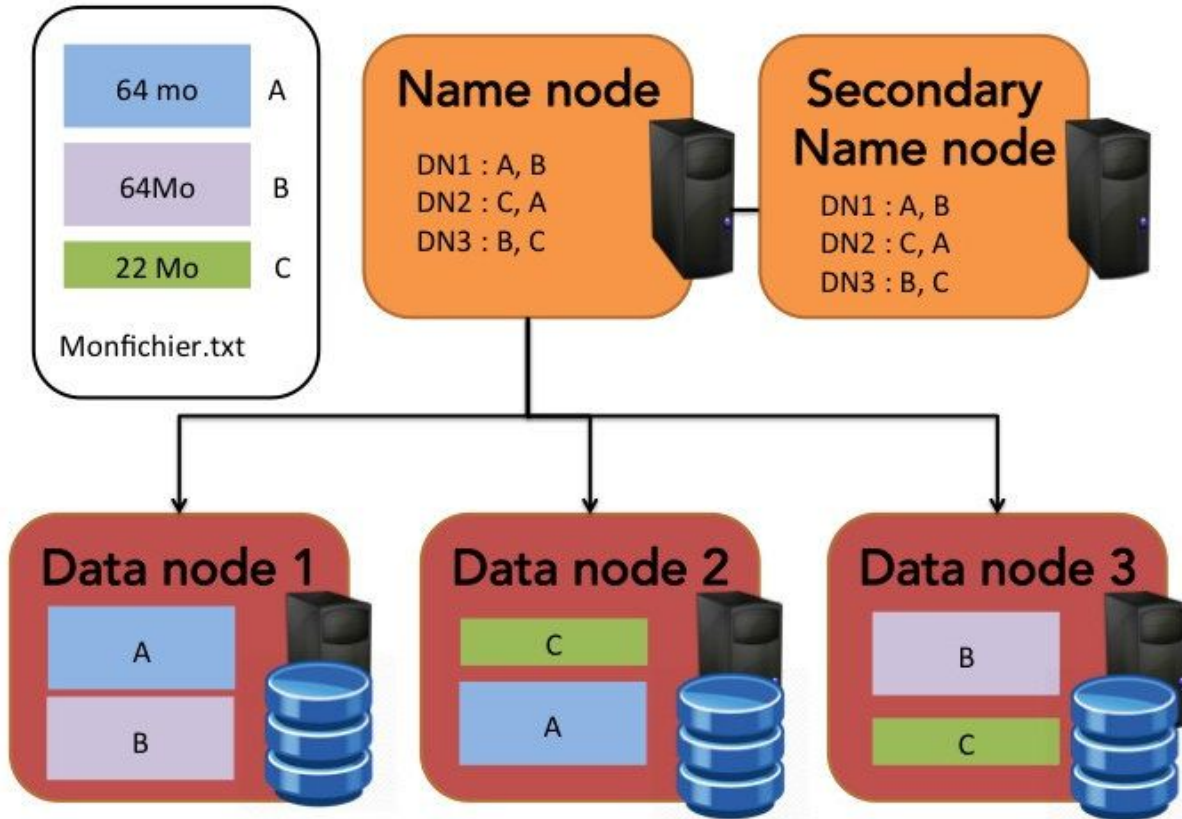 64 mo A
64Mo B
22 Mo C
Monfichier.txt
Name node
DN1 : A, B
DN2 : C, A
DN3 : B, C
Secondary
Name node
DN1 : A, B
DN2 : C, A
DN3 : B, C
Data node 1
A
B
Data node 2
C
A
Data node 3
B
C